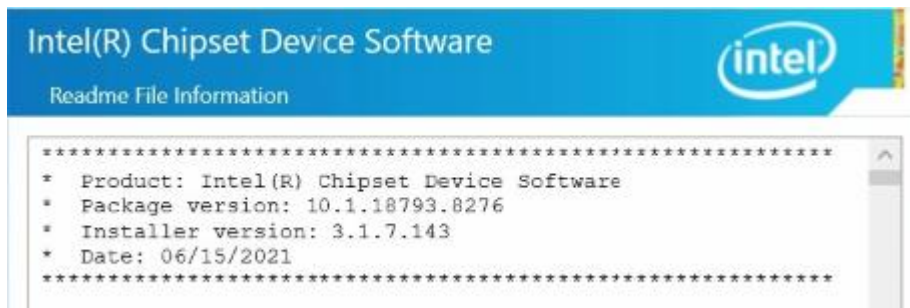 Intel(R) Chipset Device Software
intel
Readme File Information
*************************************************************
*  Product: Intel(R) Chipset Device Software
*  Package version: 10.1.18793.8276
*  Installer version: 3.1.7.143
*  Date: 06/15/2021
*************************************************************